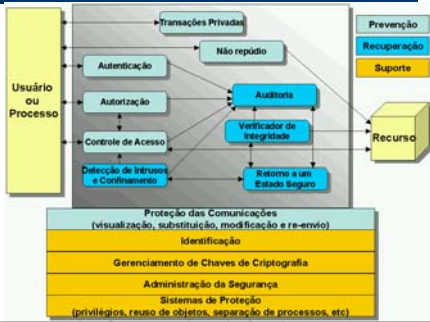 Transações Privadas
Prevenção
Não repúdio
Recuperação
Autenticação
Suporte
Usuário
ou
Processo
Auditoria
Autorização
Verificador de
Integridade
Recurso
Controle de Acesso
Detecção de Intrusos
e Confinamento
Retorno a um
Estado Seguro
Proteção das Comunicações
(visualização, substituição, modificação e re-envio)
Identificação
Gerenciamento de Chaves de Criptografia
Administração da Segurança
Sistemas de Proteção
(privilégios, reuso de objetos, separação de processos, etc)